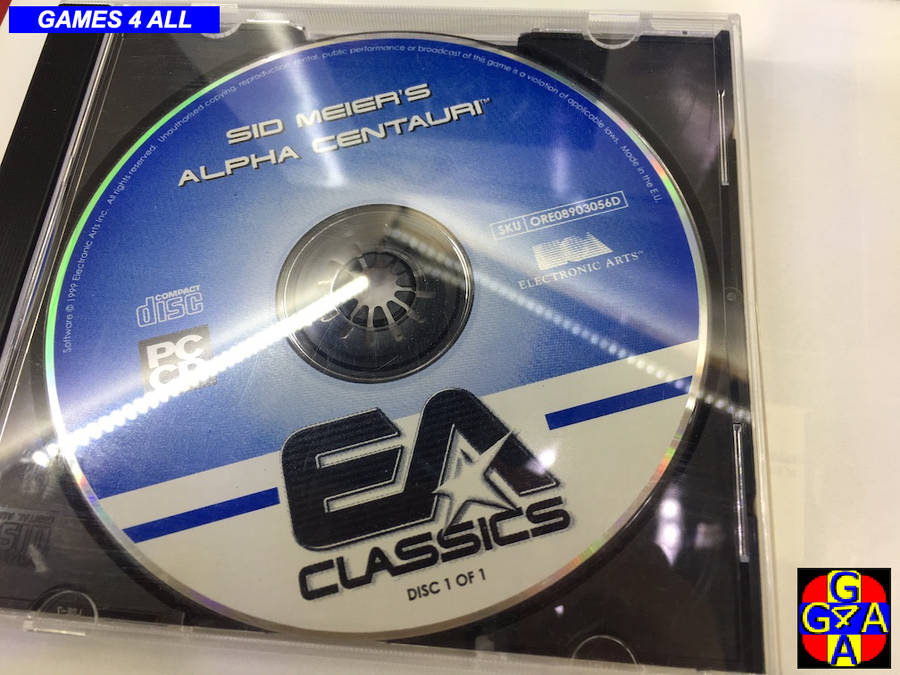 GAMES 4 ALL
Software © 1999 Electronic Arts Inc. All rights reserved. Unauthorised copying, reproduction, rental, public performance or broadcast of this game is a violation of applicable laws. Made in the E.U.
SID MEIER'S
ALPHA CENTAURI™
SKU ORE08903056D
ELECTRONIC ARTS™
COMPACT
disc
PC
CD
EA
CLASSICS
DISC 1 OF 1
G
G4A
A